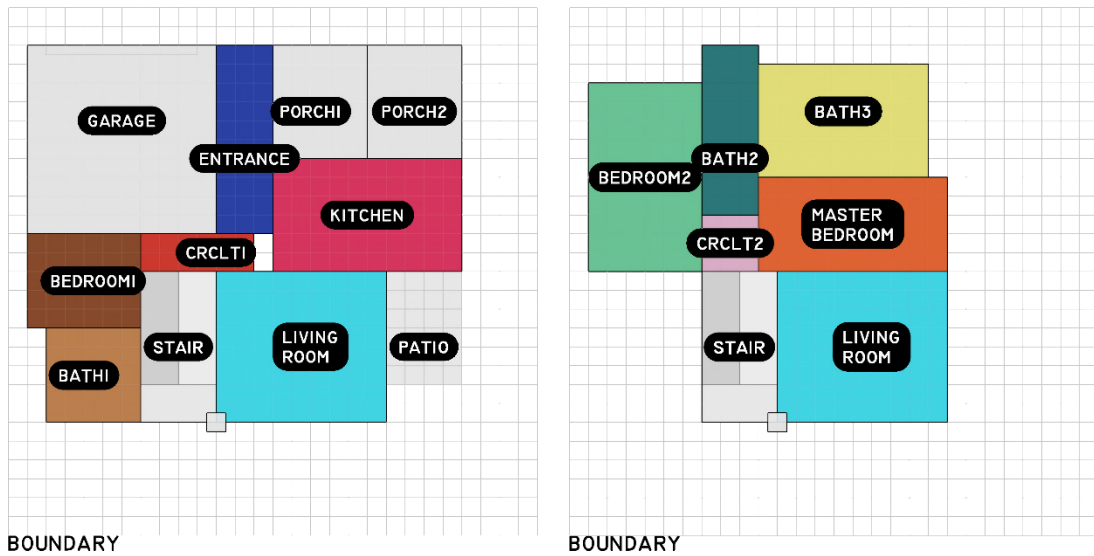 GARAGE
PORCH1
PORCH2
ENTRANCE
KITCHEN
CRCLT1
BEDROOM1
STAIR
LIVING
ROOM
PATIO
BATH1
BOUNDARY
BATH3
BATH2
BEDROOM2
MASTER
BEDROOM
CRCLT2
STAIR
LIVING
ROOM
BOUNDARY